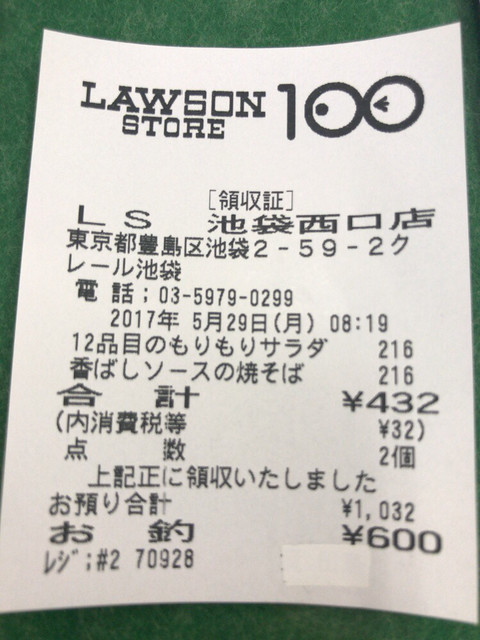 LAWSON
STORE 100
[領収証]
LS 池袋西口店
東京都豊島区池袋2-59-2ク
レール池袋
電話;03-5979-0299
2017年 5月29日(月) 08:19
12品目のもりもりサラダ 216
香ばしソースの焼そば 216
合計 ¥432
(内消費税等 ¥32)
点数 2個
上記正に領収いたしました
お預り合計 ¥1,032
お釣 ¥600
レジ;#2 70928